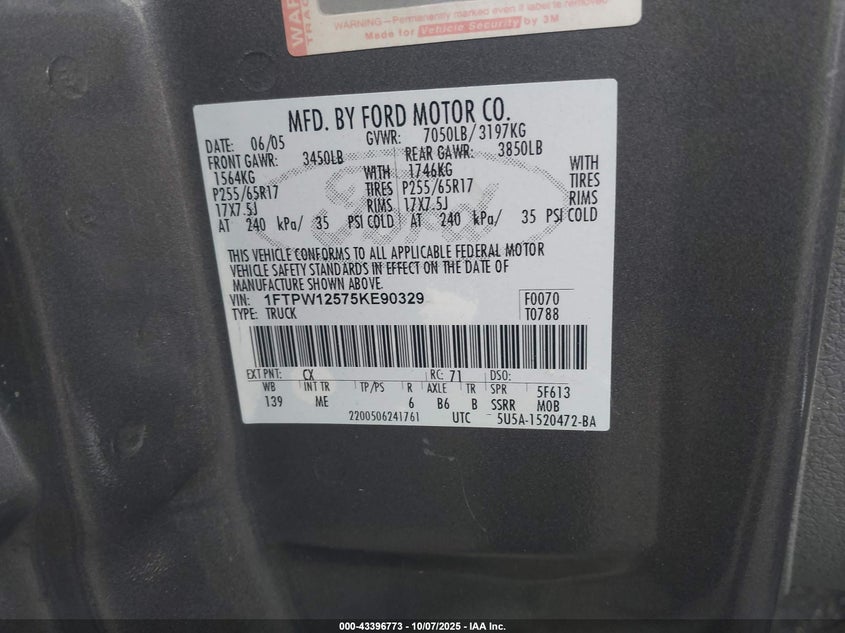 WAR
TRAC
WARNING–Permanently marked even if label is removed
Made for Vehicle Security by 3M
MFD. BY FORD MOTOR CO.
DATE: 06/05 GVWR: 7050LB/3197KG
FRONT GAWR: 3450LB REAR GAWR: 3850LB
1564KG WITH 1746KG WITH
P255/65R17 TIRES P255/65R17 TIRES
17X7.5J RIMS 17X7.5J RIMS
AT 240 kPa/ 35 PSI COLD AT 240 kPa/ 35 PSI COLD
Ford
THIS VEHICLE CONFORMS TO ALL APPLICABLE FEDERAL MOTOR
VEHICLE SAFETY STANDARDS IN EFFECT ON THE DATE OF
MANUFACTURE SHOWN ABOVE.
VIN: 1FTPW12575KE90329 F0070
TYPE: TRUCK T0788
EXT PNT: CX RC: 71 DSO:
WB INT TR TP/PS R AXLE TR SPR 5F613
139 ME 6 B6 B SSRR MOB
2200506241761 UTC 5U5A-1520472-BA
000-43396773 - 10/07/2025 - IAA Inc.